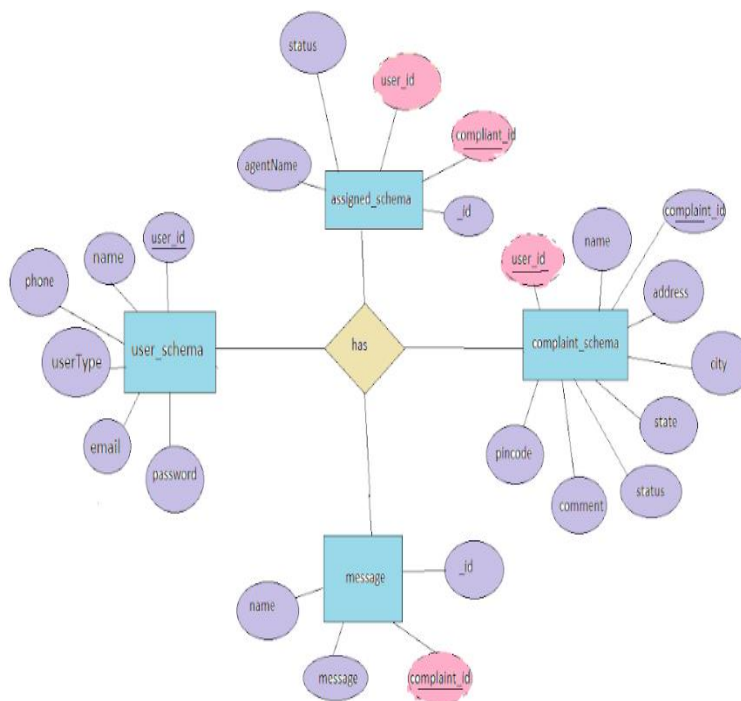 status
user_id
compliant_id
agentName
assigned_schema
_id
complaint_id
name
user_id
name
user_id
address
phone
user_schema
has
complaint_schema
userType
city
state
email
password
pincode
comment
status
message
_id
name
message
complaint_id